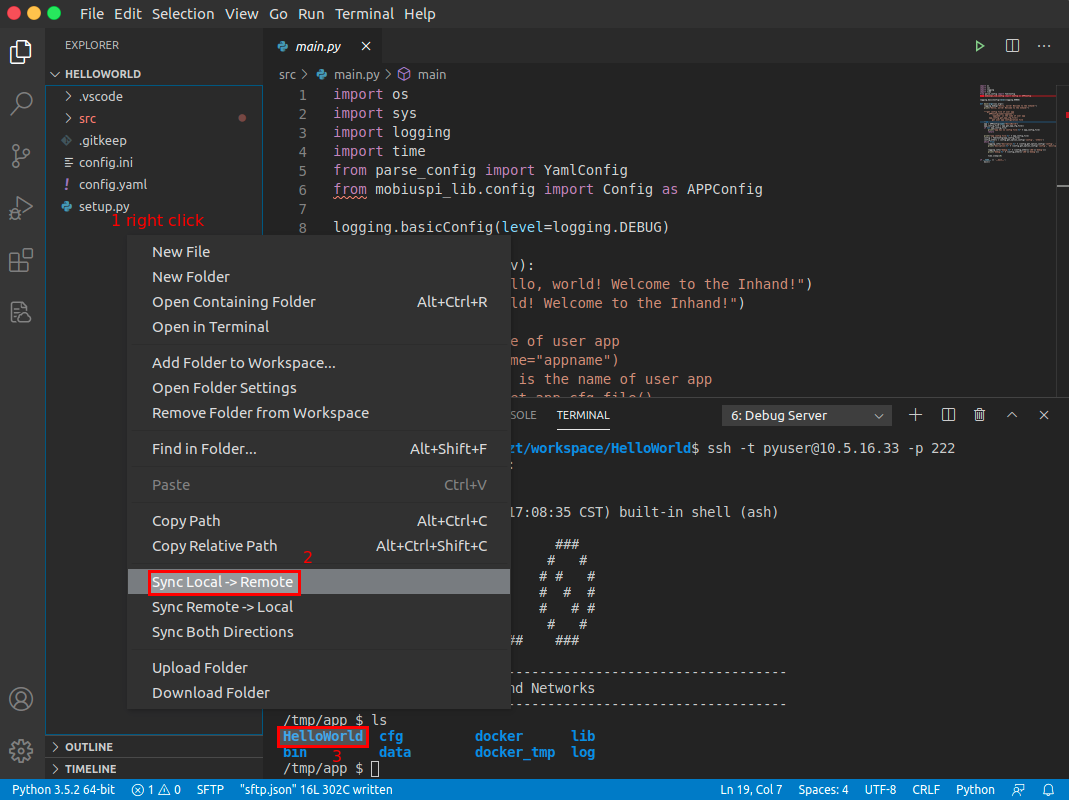 File Edit Selection View Go Run Terminal Help
EXPLORER
HELLOWORLD
.vscode
src
.gitkeep
config.ini
! config.yaml
setup.py
1 right click
main.py
src > main.py > main
1 import os
2 import sys
3 import logging
4 import time
5 from parse_config import YamlConfig
6 from mobiuspi_lib.config import Config as APPConfig
7
8 logging.basicConfig(level=logging.DEBUG)
v):
llo, world! Welcome to the Inhand!")
ld! Welcome to the Inhand!")
e of user app
me="appname")
is the name of user app
New File
New Folder
Open Containing Folder Alt+Ctrl+R
Open in Terminal
Add Folder to Workspace...
Open Folder Settings
Remove Folder from Workspace
Find in Folder... Alt+Shift+F
Paste Ctrl+V
Copy Path Alt+Ctrl+C
Copy Relative Path Alt+Ctrl+Shift+C
2
Sync Local -> Remote
Sync Remote -> Local
Sync Both Directions
Upload Folder
Download Folder
SOLE TERMINAL 6: Debug Server
zt/workspace/HelloWorld$ ssh -t pyuser@10.5.16.33 -p 222
:
17:08:35 CST) built-in shell (ash)
###
# #
# # #
# # #
# # #
# #
## ###
-----------------------------------
nd Networks
-----------------------------------
/tmp/app $ ls
HelloWorld cfg docker lib
bin data docker_tmp log
3
/tmp/app $
OUTLINE
TIMELINE
Python 3.5.2 64-bit 1 0 SFTP "sftp.json" 16L 302C written Ln 19, Col 7 Spaces: 4 UTF-8 CRLF Python